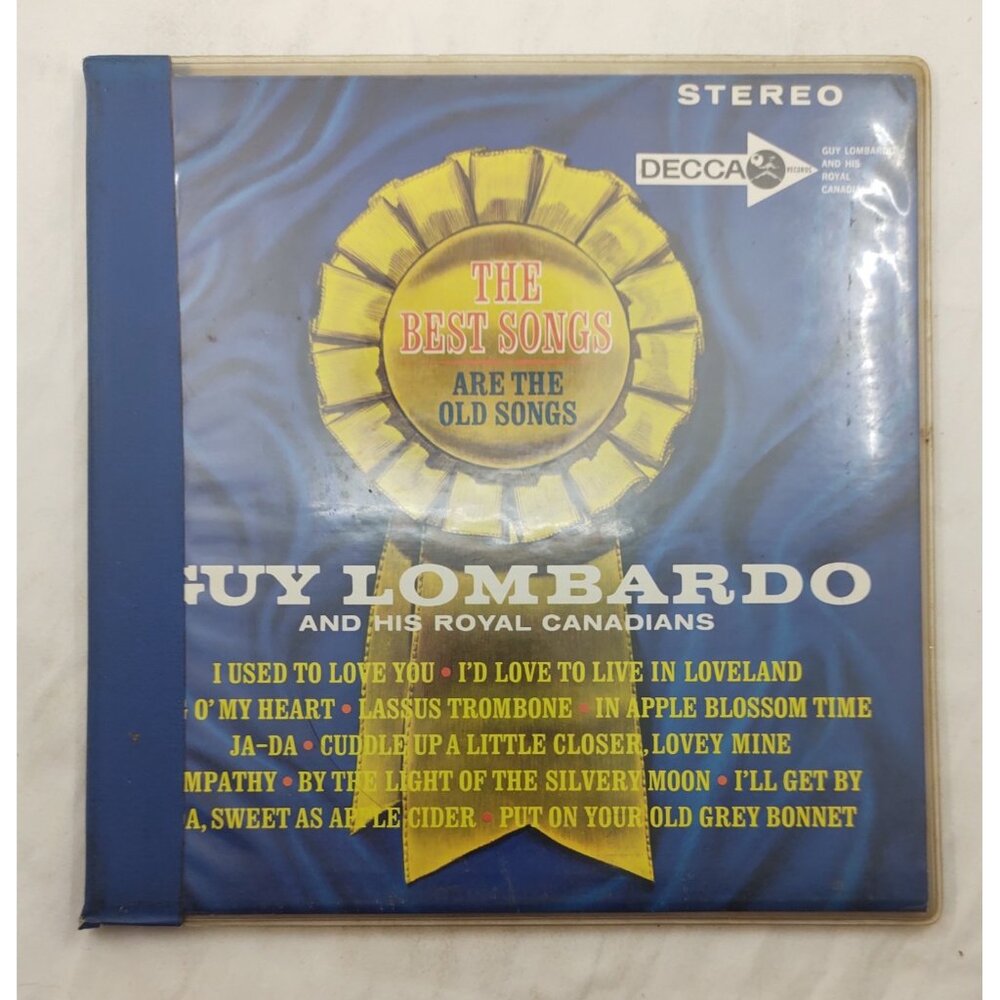 STEREO
DECCA RECORDS
GUY LOMBARDO
AND HIS
ROYAL
CANADIANS
THE
BEST SONGS
ARE THE
OLD SONGS
GUY LOMBARDO
AND HIS ROYAL CANADIANS
I USED TO LOVE YOU • I'D LOVE TO LIVE IN LOVELAND
O' MY HEART • LASSUS TROMBONE • IN APPLE BLOSSOM TIME
JA-DA • CUDDLE UP A LITTLE CLOSER, LOVEY MINE
MPATHY • BY THE LIGHT OF THE SILVERY MOON • I'LL GET BY
A, SWEET AS APPLE CIDER • PUT ON YOUR OLD GREY BONNET